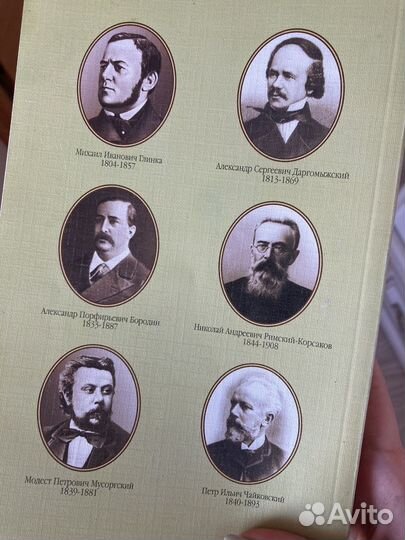 Михаил Иванович Глинка
1804-1857
Александр Сергеевич Даргомыжский
1813-1869
Александр Порфирьевич Бородин
1833-1887
Николай Андреевич Римский-Корсаков
1844-1908
Модест Петрович Мусоргский
1839-1881
Петр Ильич Чайковский
1840-1893
Avito